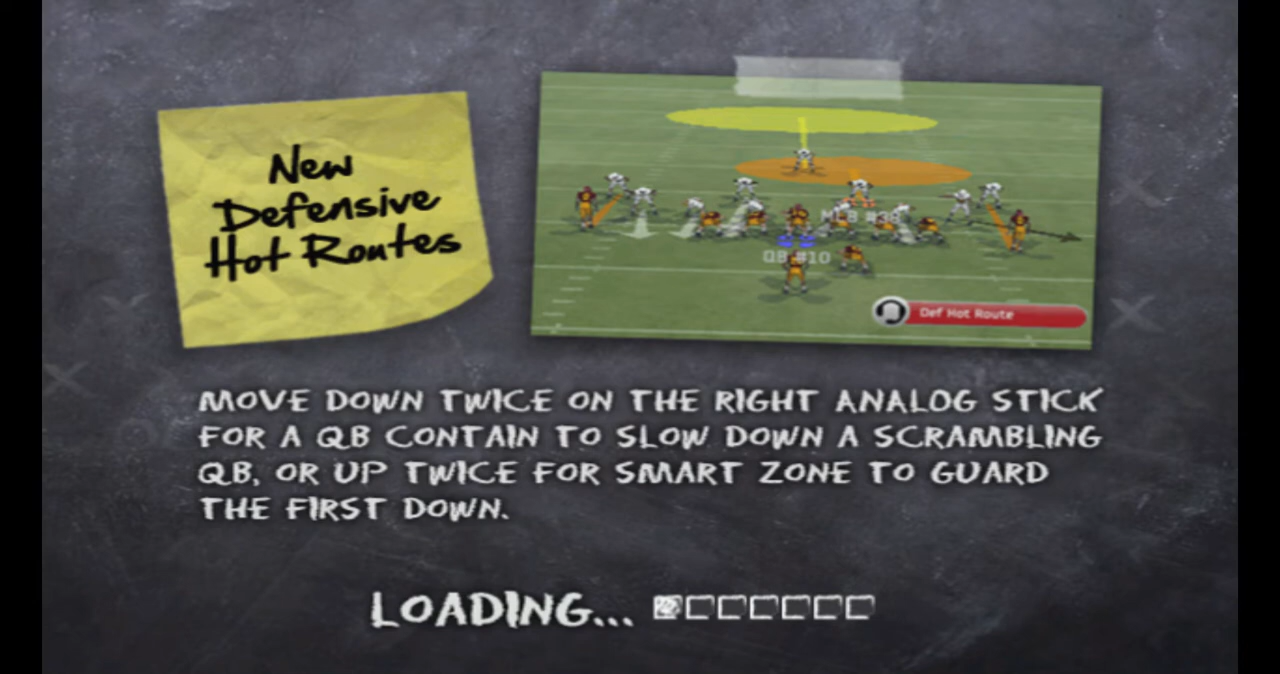 New
Defensive
Hot Routes
QB #10
Def Hot Route
MOVE DOWN TWICE ON THE RIGHT ANALOG STICK
FOR A QB CONTAIN TO SLOW DOWN A SCRAMBLING
QB, OR UP TWICE FOR SMART ZONE TO GUARD
THE FIRST DOWN.
LOADING...